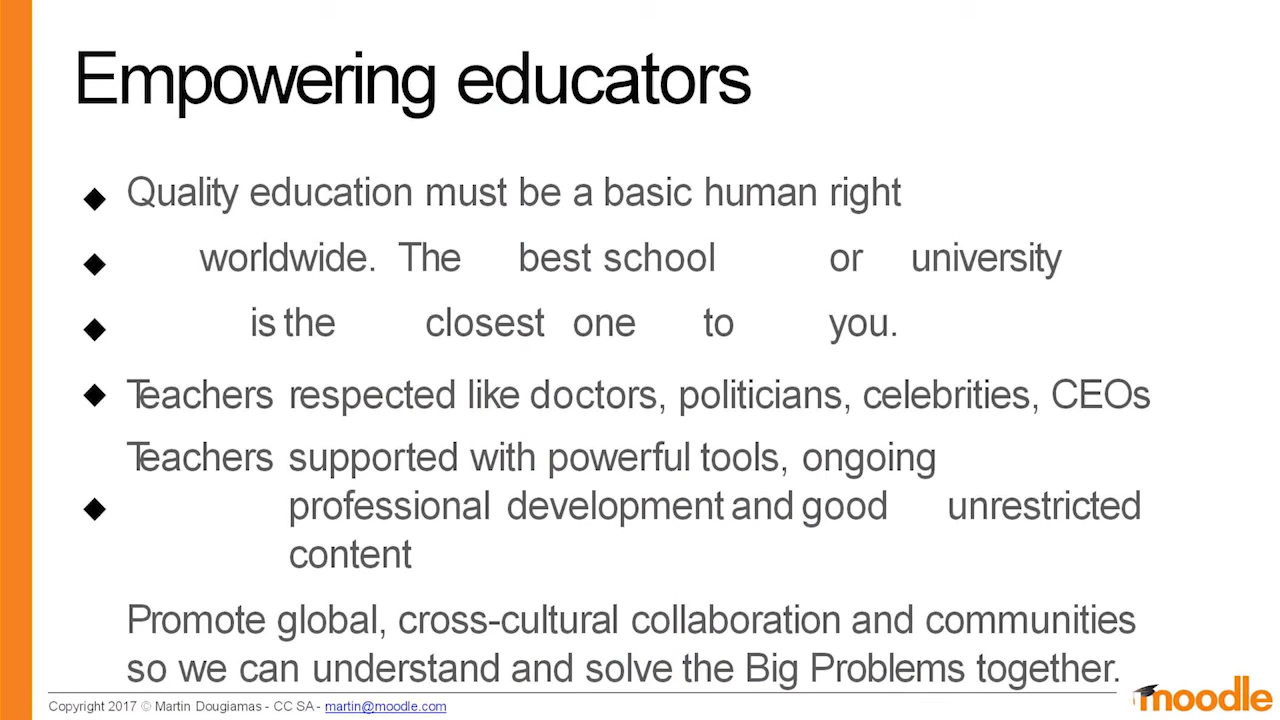 Empowering educators
◆ Quality education must be a basic human right
◆ worldwide. The best school or university
◆ is the closest one to you.
◆ Teachers respected like doctors, politicians, celebrities, CEOs
Teachers supported with powerful tools, ongoing
◆ professional development and good unrestricted
content
Promote global, cross-cultural collaboration and communities
so we can understand and solve the Big Problems together.
Copyright 2017 © Martin Dougiamas - CC SA - martin@moodle.com
moodle